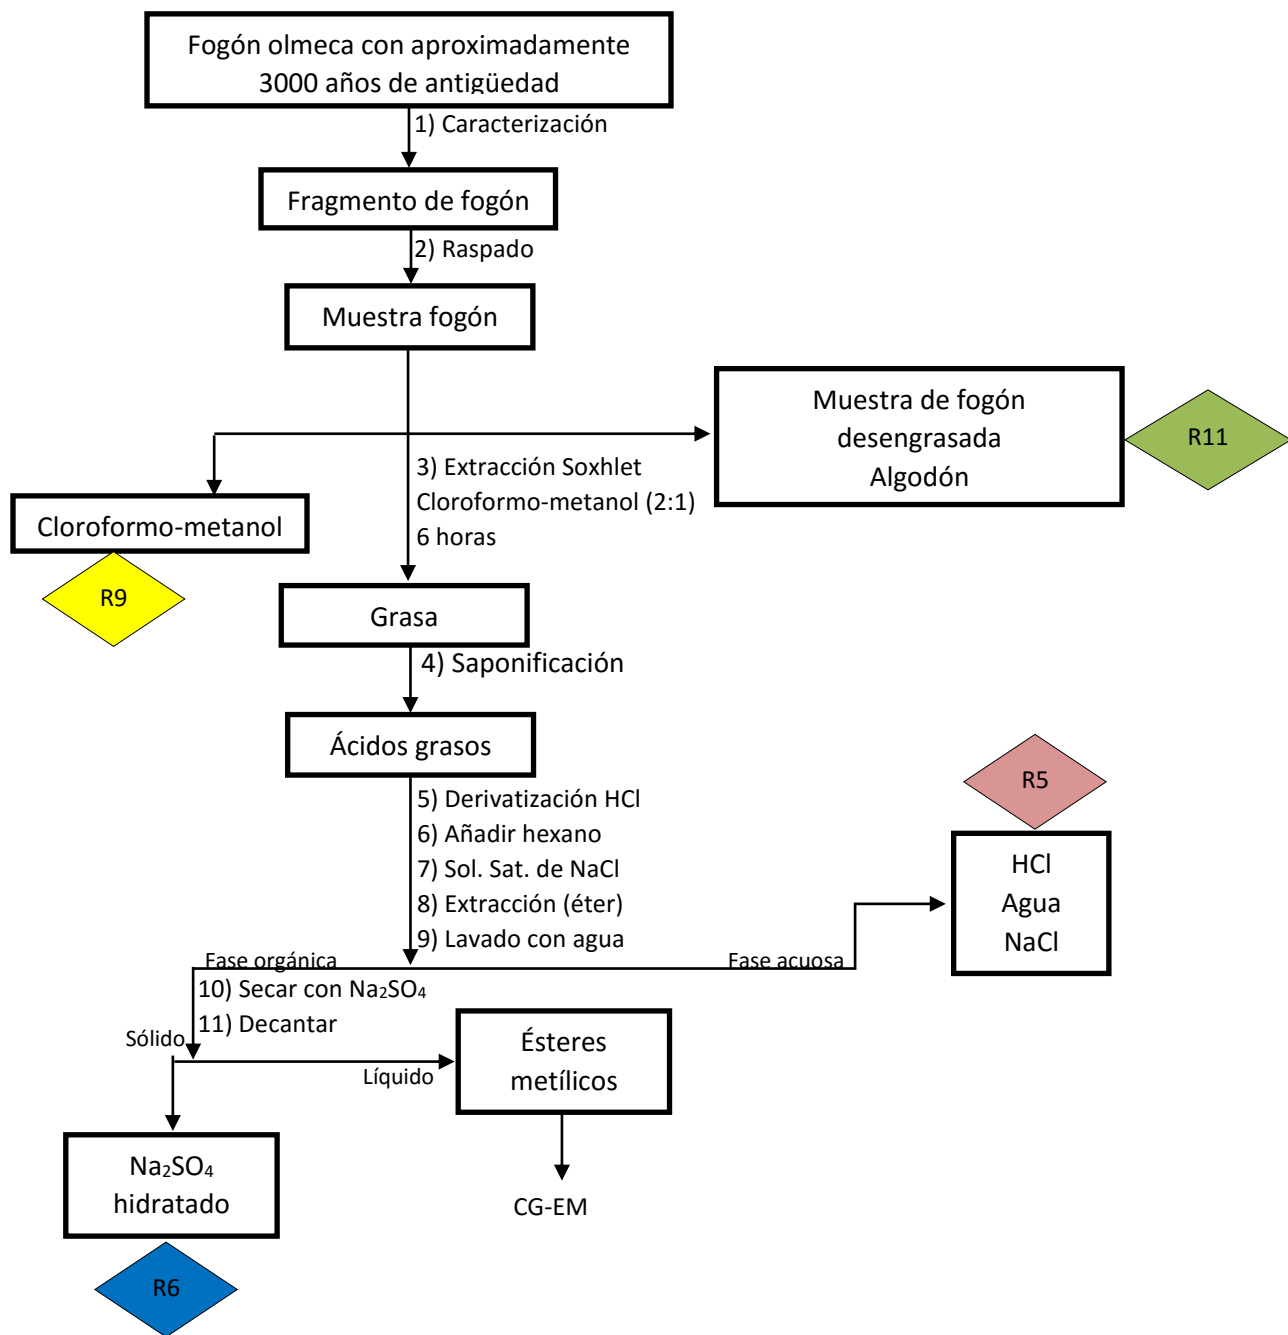 Fogón olmeca con aproximadamente
3000 años de antigüedad
1) Caracterización
Fragmento de fogón
2) Raspado
Muestra fogón
Muestra de fogón
desengrasada
Algodón
R11
3) Extracción Soxhlet
Cloroformo-metanol (2:1)
6 horas
Cloroformo-metanol
R9
Grasa
4) Saponificación
Ácidos grasos
5) Derivatización HCl
6) Añadir hexano
7) Sol. Sat. de NaCl
8) Extracción (éter)
9) Lavado con agua
R5
HCl
Agua
NaCl
Fase orgánica
Fase acuosa
10) Secar con Na₂SO₄
11) Decantar
Sólido
Líquido
Ésteres
metílicos
Na₂SO₄
hidratado
CG-EM
R6